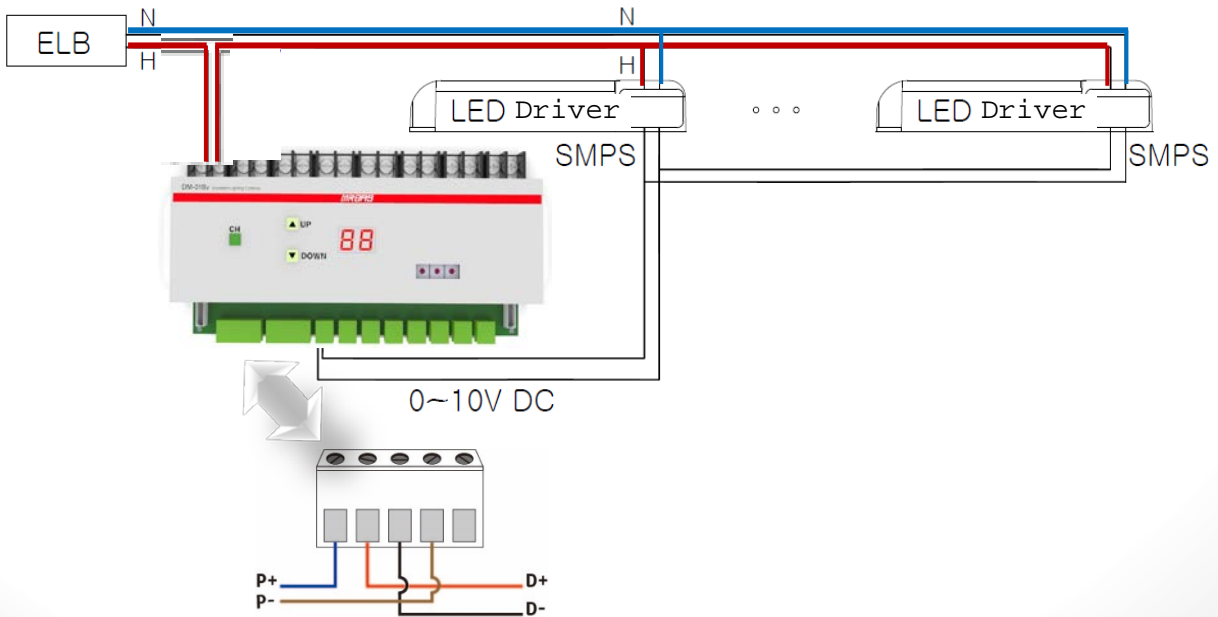 N
N
ELB
H
H
LED Driver
LED Driver
SMPS
SMPS
CH
UP
88
DOWN
0~10V DC
P+
D+
P-
D-